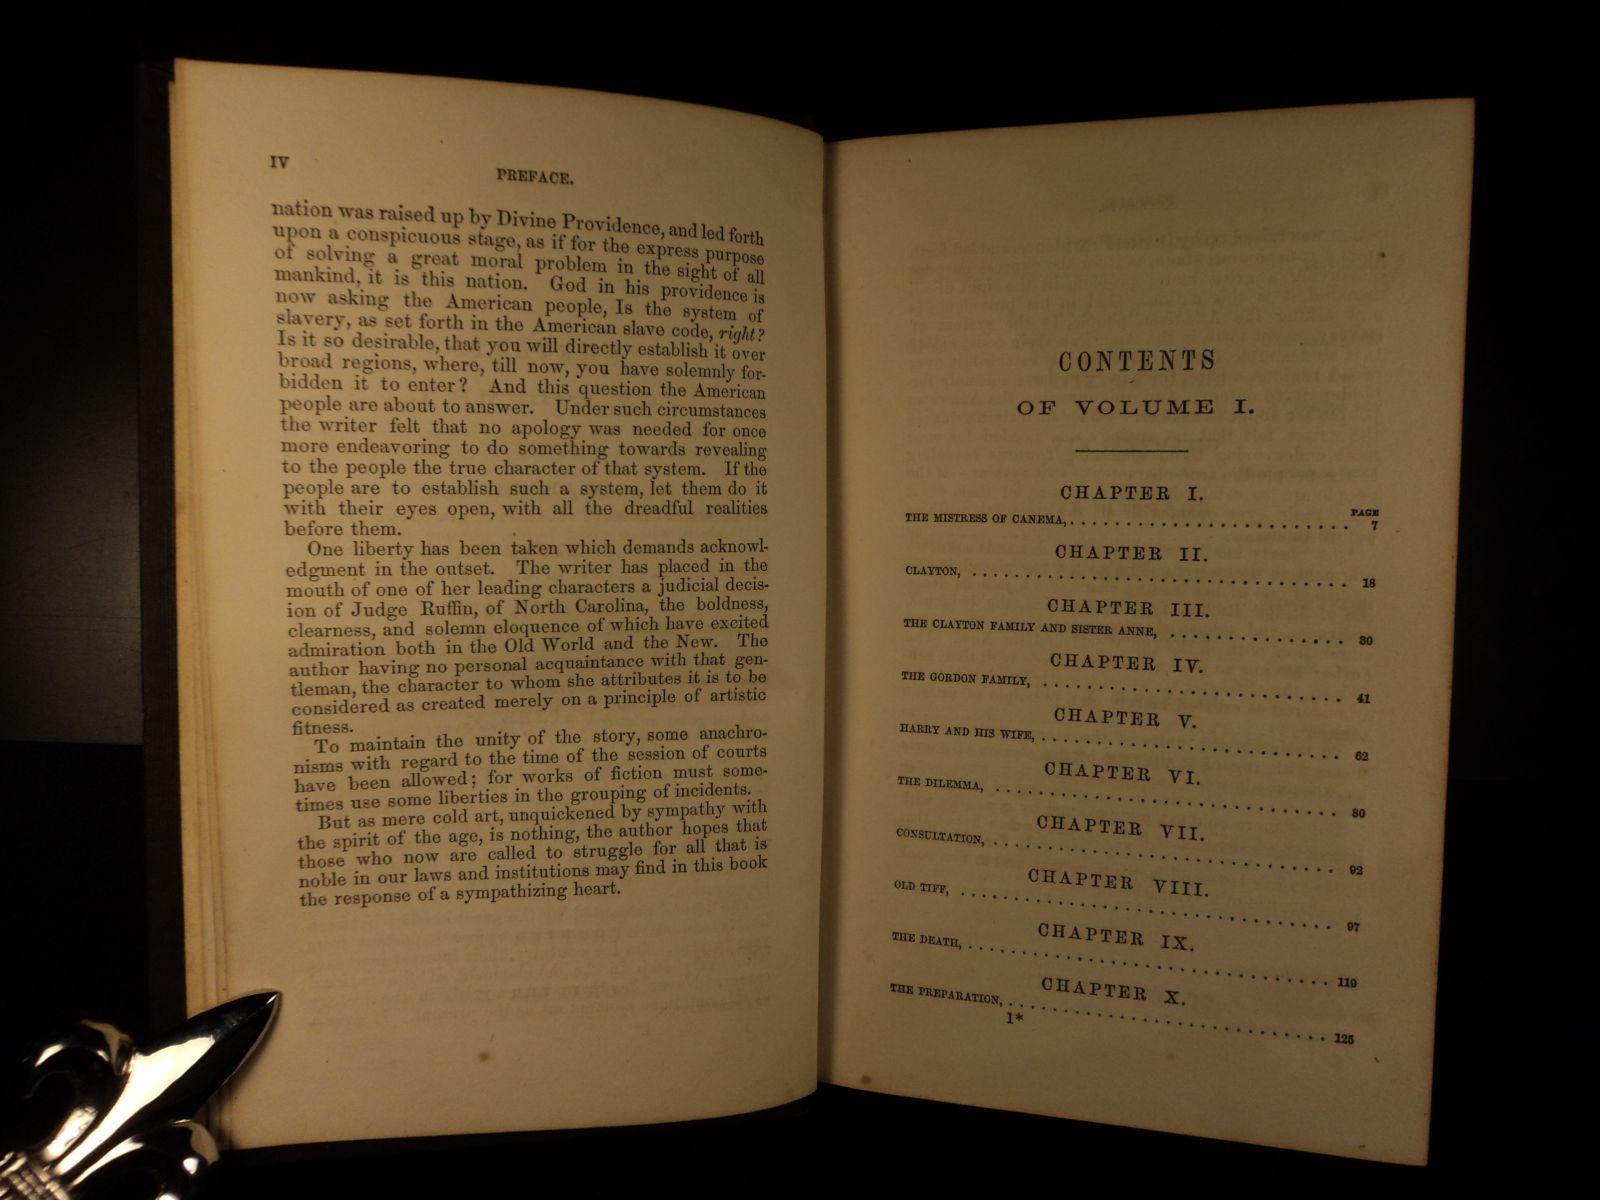 IV
PREFACE.
nation was raised up by Divine Providence, and led forth
upon a conspicuous stage, as if for the express purpose
of solving a great moral problem in the sight of all
mankind, it is this nation. God in his providence is
now asking the American people, Is the system of
slavery, as set forth in the American slave code, right?
Is it so desirable, that you will directly establish it over
broad regions, where, till now, you have solemnly for-
bidden it to enter? And this question the American
people are about to answer. Under such circumstances
the writer felt that no apology was needed for once
more endeavoring to do something towards revealing
to the people the true character of that system. If the
people are to establish such a system, let them do it
with their eyes open, with all the dreadful realities
before them.
One liberty has been taken which demands acknowl-
edgment in the outset. The writer has placed in the
mouth of one of her leading characters a judicial decis-
ion of Judge Ruffin, of North Carolina, the boldness,
clearness, and solemn eloquence of which have excited
admiration both in the Old World and the New. The
author having no personal acquaintance with that gen-
tleman, the character to whom she attributes it is to be
considered as created merely on a principle of artistic
fitness.
To maintain the unity of the story, some anachro-
nisms with regard to the time of the session of courts
have been allowed; for works of fiction must some-
times use some liberties in the grouping of incidents.
But as mere cold art, unquickened by sympathy with
the spirit of the age, is nothing, the author hopes that
those who now are called to struggle for all that is
noble in our laws and institutions may find in this book
the response of a sympathizing heart.
CONTENTS
OF VOLUME I.
CHAPTER I.
PAGE
THE MISTRESS OF CANEMA, . . . . . . . . . . . . . . . . . . . . . . . . . 7
CHAPTER II.
CLAYTON, . . . . . . . . . . . . . . . . . . . . . . . . . . . . . . . . . . 18
CHAPTER III.
THE CLAYTON FAMILY AND SISTER ANNE, . . . . . . . . . . . . . . . . 30
CHAPTER IV.
THE GORDON FAMILY, . . . . . . . . . . . . . . . . . . . . . . . . . . . 41
CHAPTER V.
HARRY AND HIS WIFE, . . . . . . . . . . . . . . . . . . . . . . . . . . . 62
CHAPTER VI.
THE DILEMMA, . . . . . . . . . . . . . . . . . . . . . . . . . . . . . . . 80
CHAPTER VII.
CONSULTATION, . . . . . . . . . . . . . . . . . . . . . . . . . . . . . . 92
CHAPTER VIII.
OLD TIFF, . . . . . . . . . . . . . . . . . . . . . . . . . . . . . . . . . 97
CHAPTER IX.
THE DEATH, . . . . . . . . . . . . . . . . . . . . . . . . . . . . . . . . 119
CHAPTER X.
THE PREPARATION, . . . . . . . . . . . . . . . . . . . . . . . . . . . . 125
1*